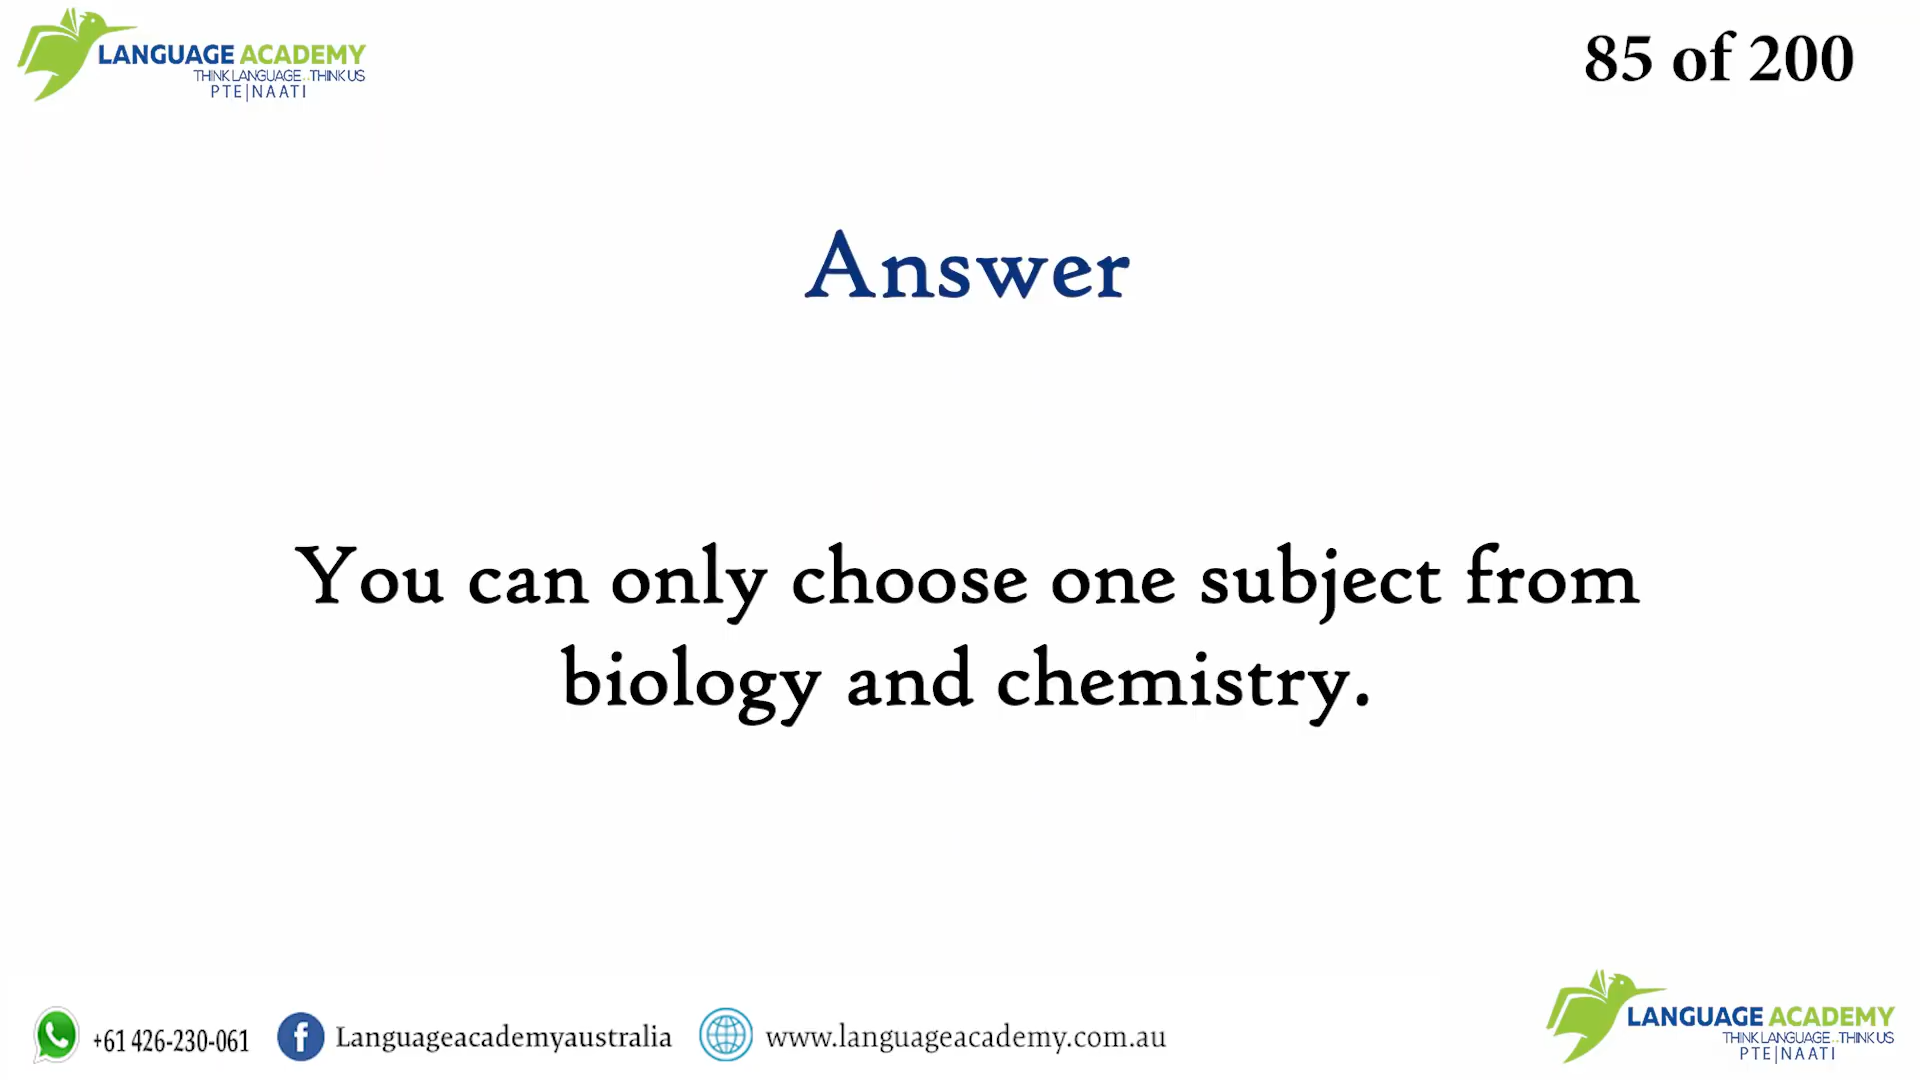 LANGUAGE ACADEMY
THINK LANGUAGE..THINK US
PTE|NAATI
85 of 200
Answer
You can only choose one subject from
biology and chemistry.
+61 426-230-061
Languageacademyaustralia
www.languageacademy.com.au
LANGUAGE ACADEMY
THINK LANGUAGE..THINK US
PTE|NAATI